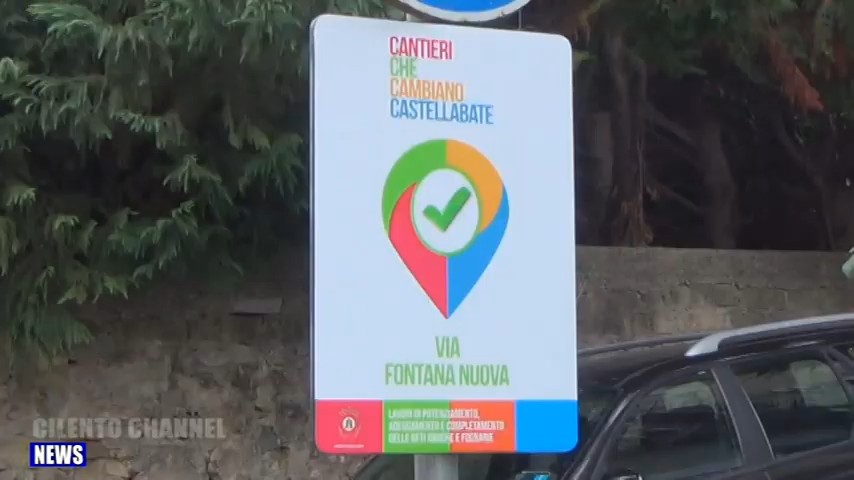 CANTIERI
CHE
CAMBIANO
CASTELLABATE
VIA
FONTANA NUOVA
LAVORI DI POTENZIAMENTO,
ADEGUAMENTO E COMPLETAMENTO
DELLE RETI IDRICHE E FOGNARIE
CILENTO CHANNEL
NEWS